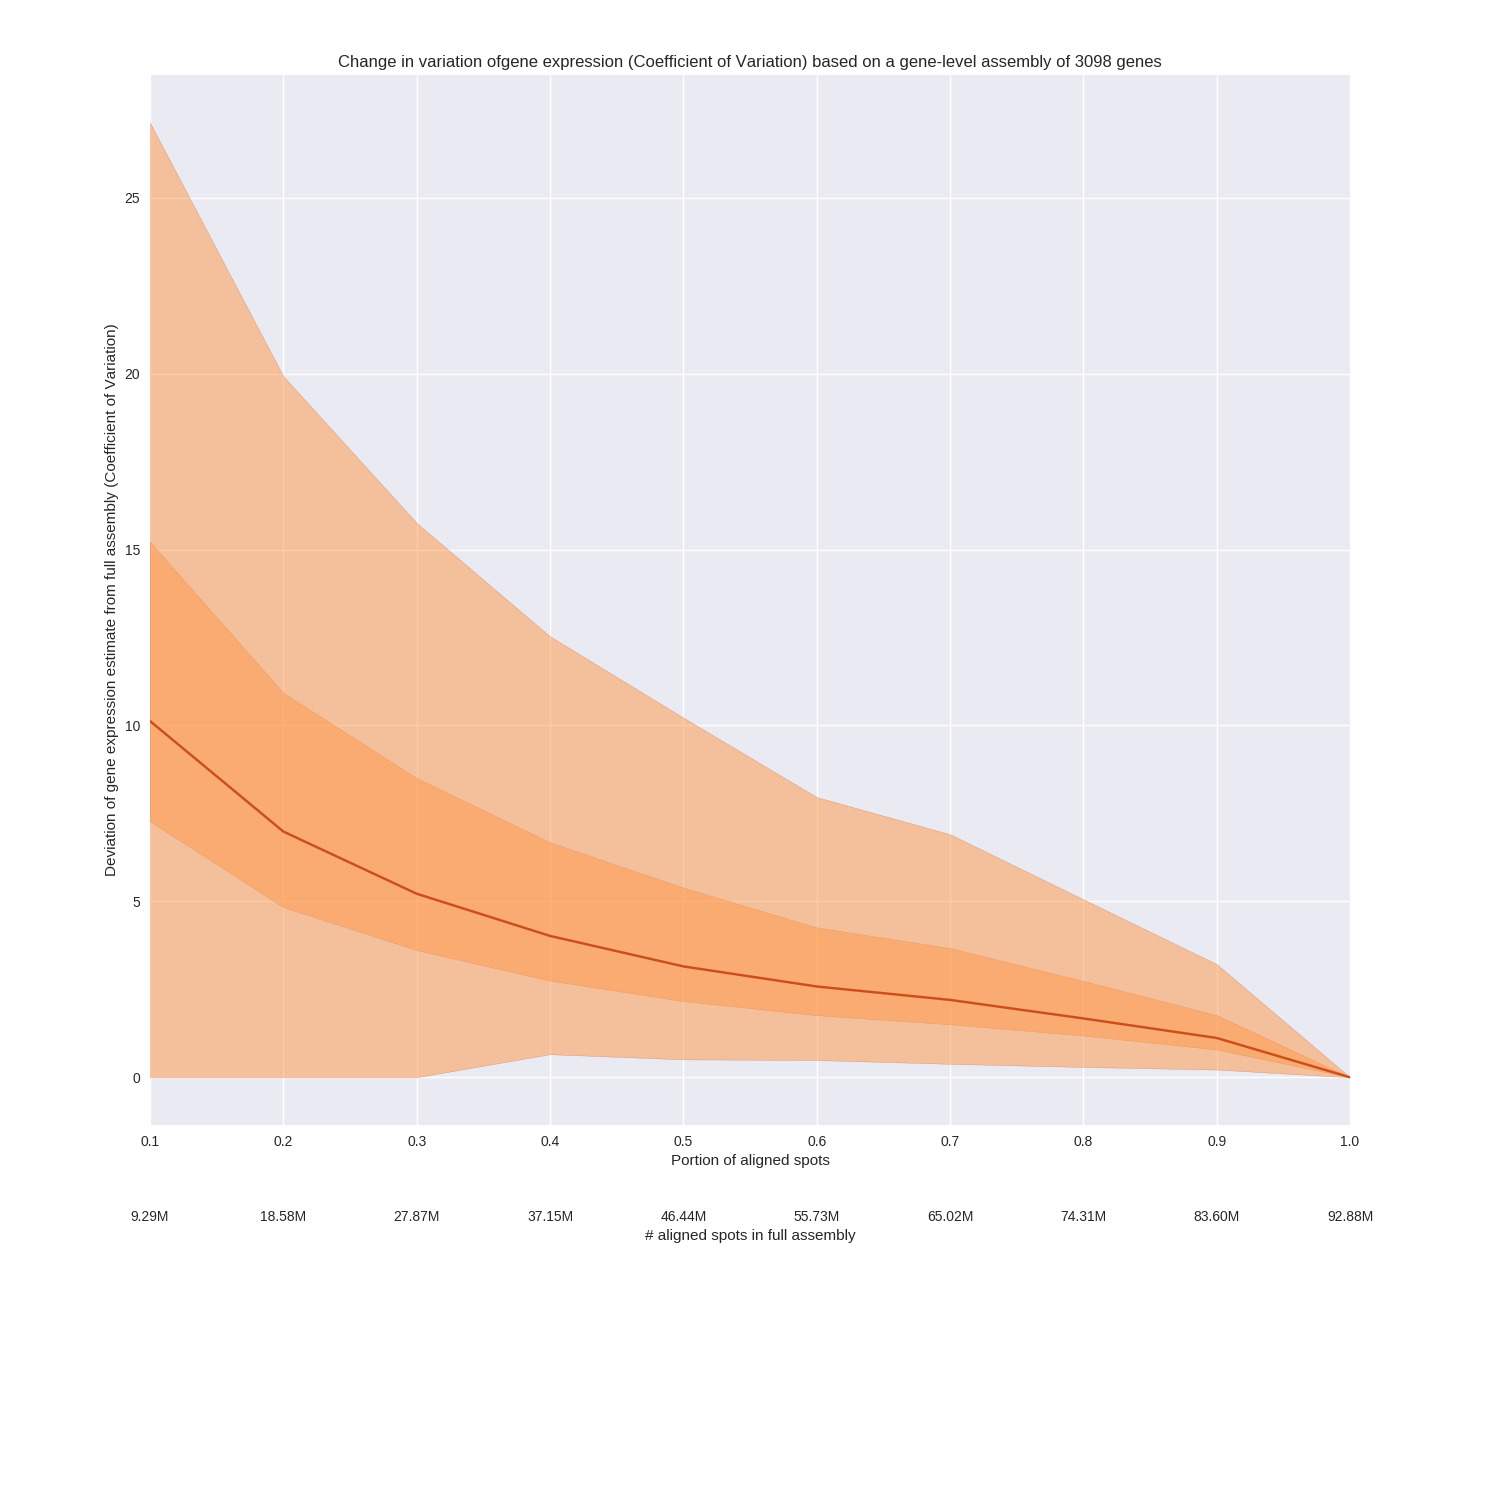 Change in variation ofgene expression (Coefficient of Variation) based on a gene-level assembly of 3098 genes
Deviation of gene expression estimate from full assembly (Coefficient of Variation)
25
20
15
10
5
0
0.1 0.2 0.3 0.4 0.5 0.6 0.7 0.8 0.9 1.0
Portion of aligned spots
9.29M 18.58M 27.87M 37.15M 46.44M 55.73M 65.02M 74.31M 83.60M 92.88M
# aligned spots in full assembly